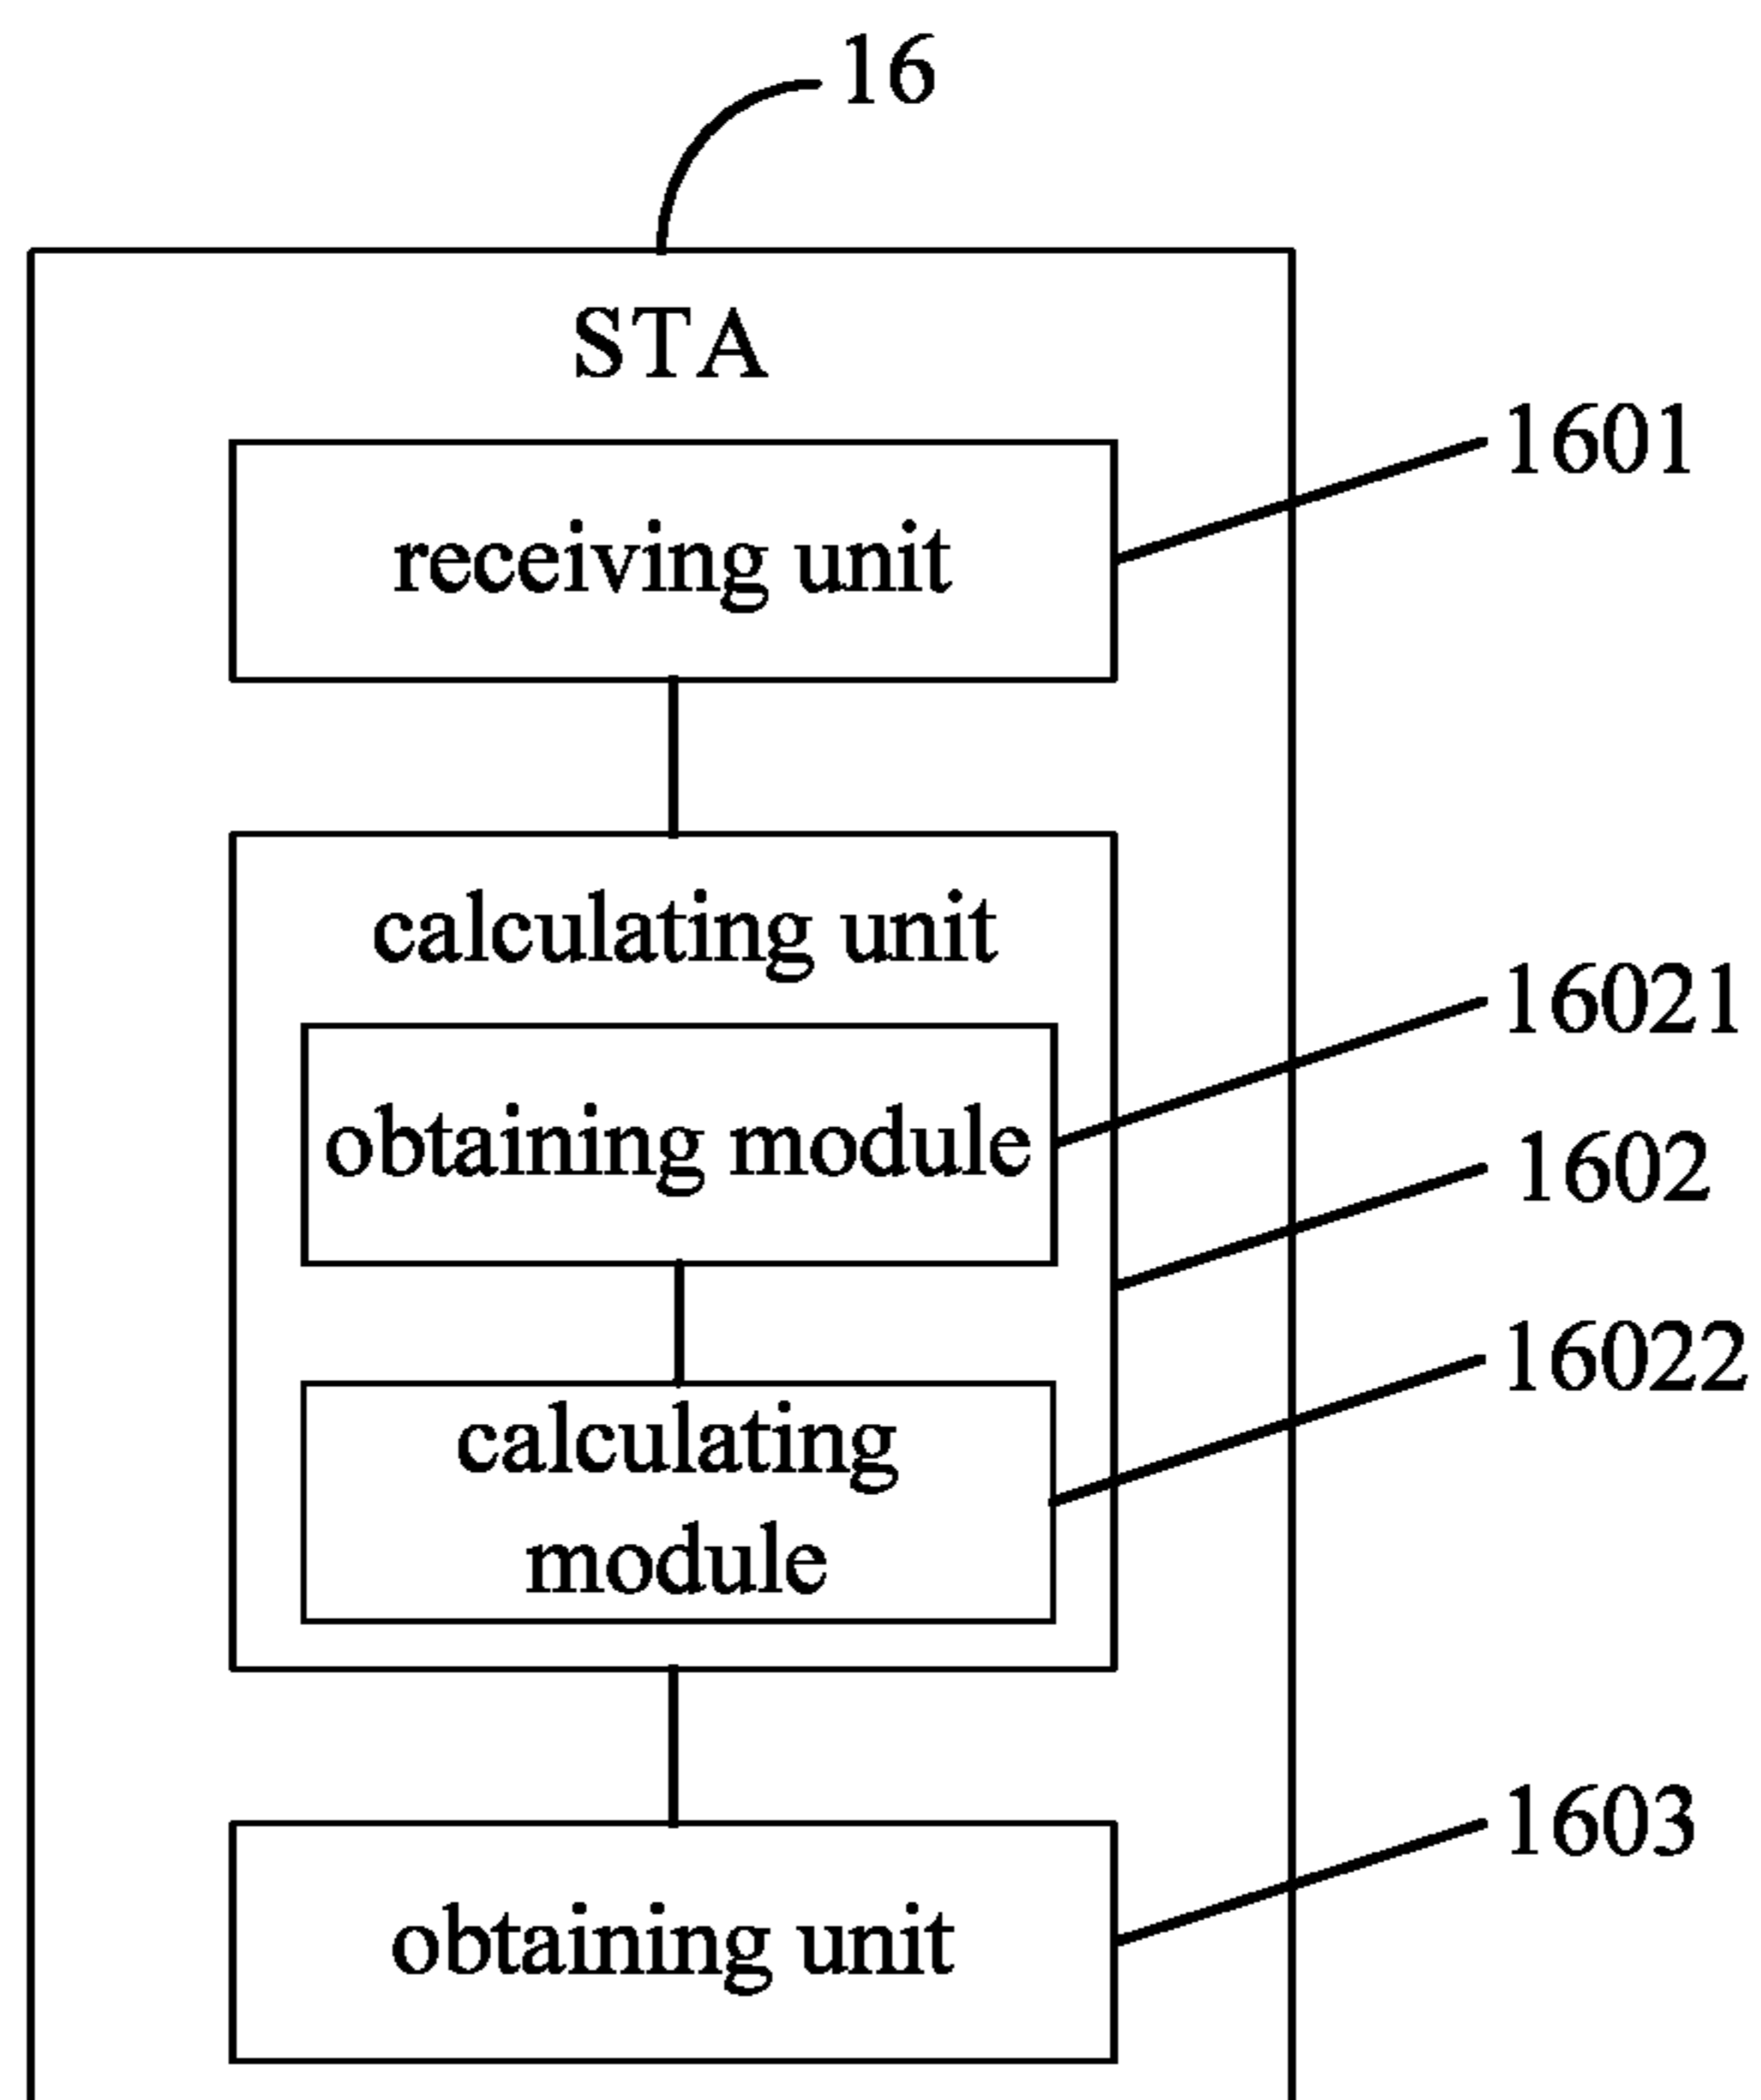 16
STA
1601
receiving unit
calculating unit
16021
obtaining module
1602
16022
calculating
module
1603
obtaining unit